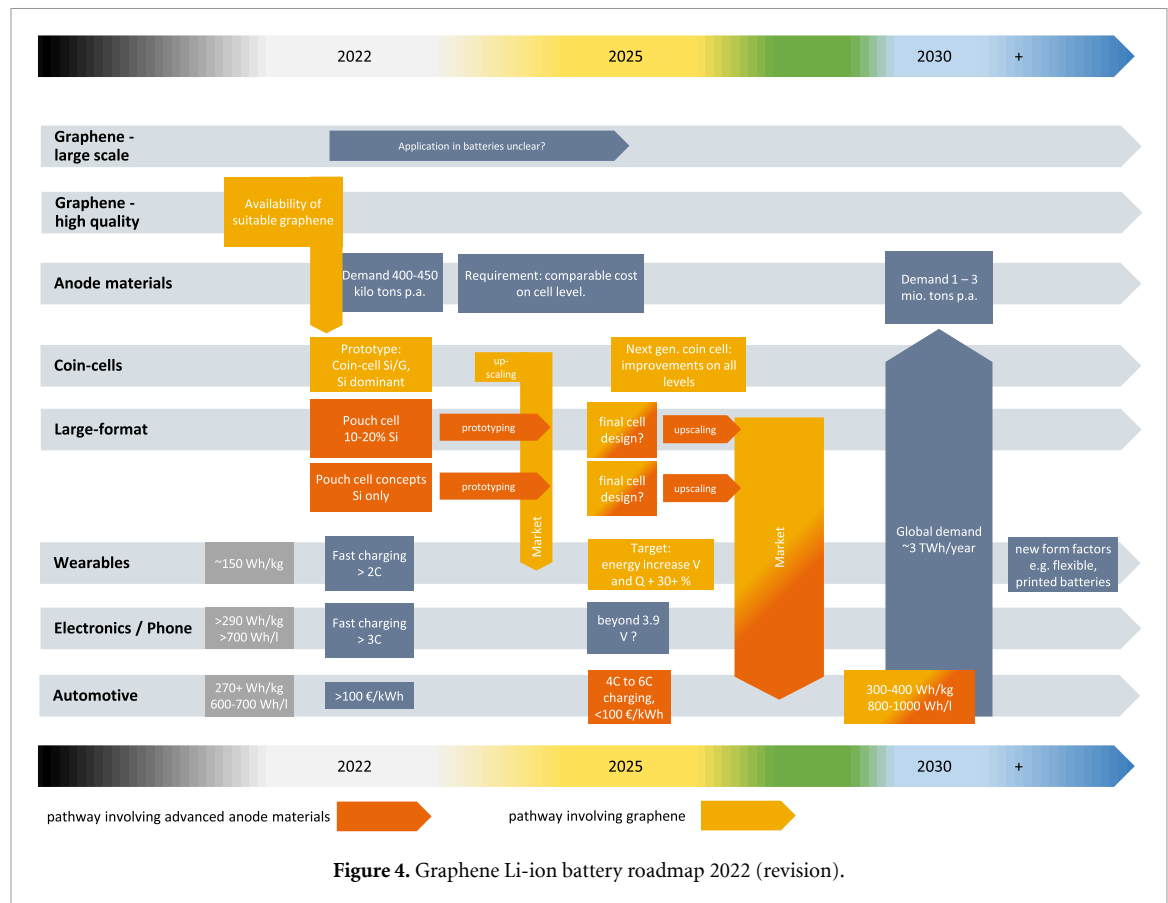 2022
2025
2030
+
Graphene -
large scale
Application in batteries unclear?
Graphene -
high quality
Availability of
suitable graphene
Anode materials
Demand 400-450
kilo tons p.a.
Requirement: comparable cost
on cell level.
Demand 1 – 3
mio. tons p.a.
Coin-cells
Prototype:
Coin-cell Si/G,
Si dominant
up-
scaling
Next gen. coin cell:
improvements on all
levels
Large-format
Pouch cell
10-20% Si
prototyping
final cell
design?
upscaling
Pouch cell concepts
Si only
prototyping
final cell
design?
upscaling
Market
Market
Global demand
~3 TWh/year
Wearables
~150 Wh/kg
Fast charging
> 2C
Target:
energy increase V
and Q + 30+ %
new form factors
e.g. flexible,
printed batteries
Electronics / Phone
>290 Wh/kg
>700 Wh/l
Fast charging
> 3C
beyond 3.9
V ?
Automotive
270+ Wh/kg
600-700 Wh/l
>100 €/kWh
4C to 6C
charging,
<100 €/kWh
300-400 Wh/kg
800-1000 Wh/l
2022
2025
2030
+
pathway involving advanced anode materials
pathway involving graphene
Figure 4. Graphene Li-ion battery roadmap 2022 (revision).